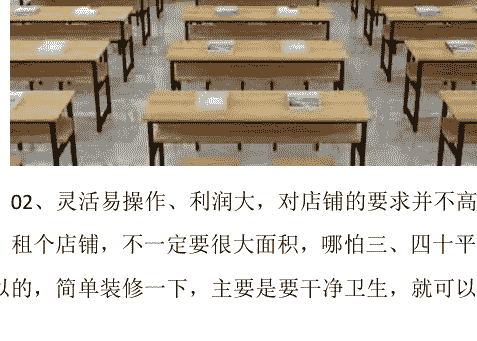 02、灵活易操作、利润大，对店铺的要求并不高
租个店铺，不一定要很大面积，哪怕三、四十平
以的，简单装修一下，主要是要干净卫生，就可以